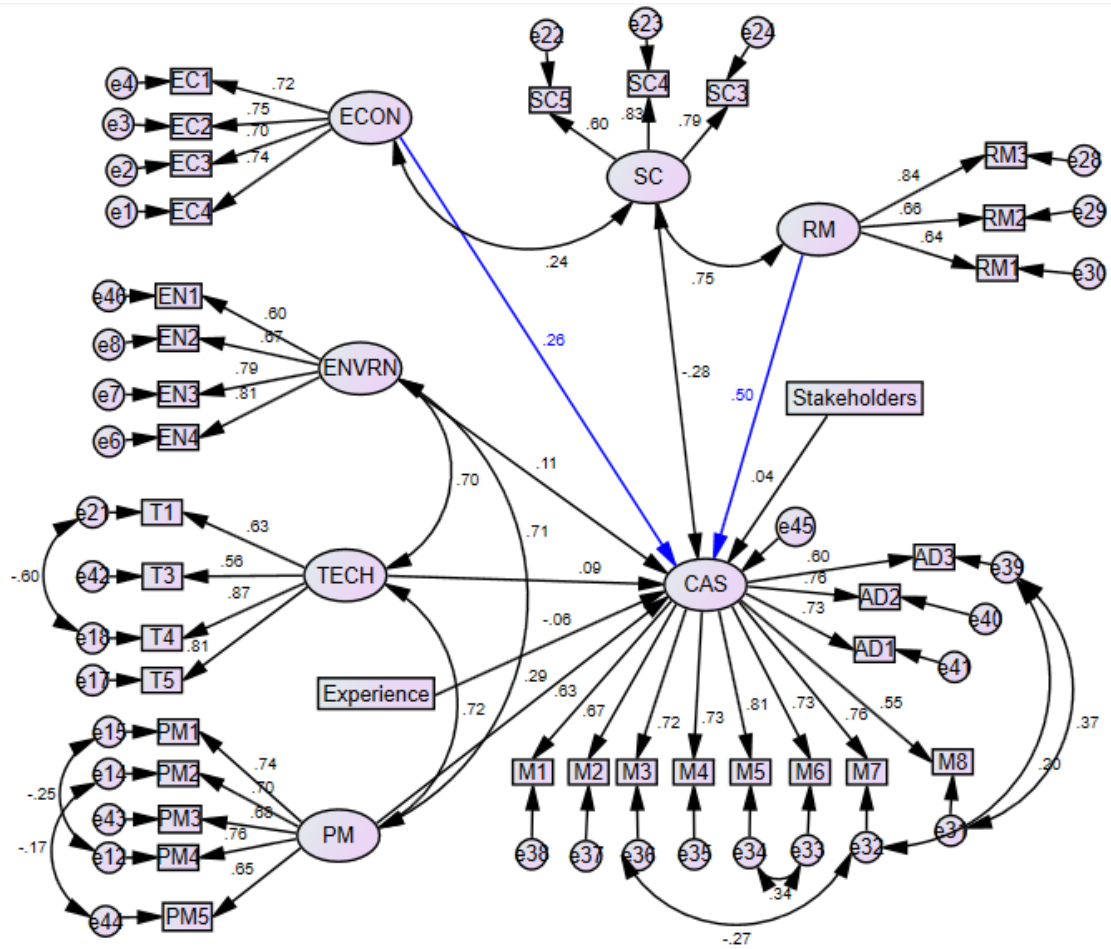 e22
e23
e24
e4
EC1
.72
e3
EC2
.75
e2
EC3
.70
e1
EC4
.74
ECON
SC5
SC4
SC3
.60
.83
.79
SC
RM3
e28
.84
RM2
e29
.66
RM1
e30
.64
RM
.24
.75
e46
EN1
.60
e8
EN2
.67
e7
EN3
.79
e6
EN4
.81
ENVRN
.26
-.28
.50
Stakeholders
.04
.11
.70
.71
e21
T1
.63
e42
T3
.56
-.60
e18
T4
.87
e17
T5
.81
TECH
.09
CAS
e45
.60
AD3
e39
.76
AD2
e40
.73
AD1
e41
-.06
Experience
.29
.72
.63
.67
.72
.73
.81
.73
.76
.55
.37
.20
e15
PM1
.74
e14
PM2
.70
-.25
e43
PM3
.68
e12
PM4
.76
-.17
e44
PM5
.65
PM
M1
M2
M3
M4
M5
M6
M7
M8
e38
e37
e36
e35
e34
e33
e32
.34
-.27